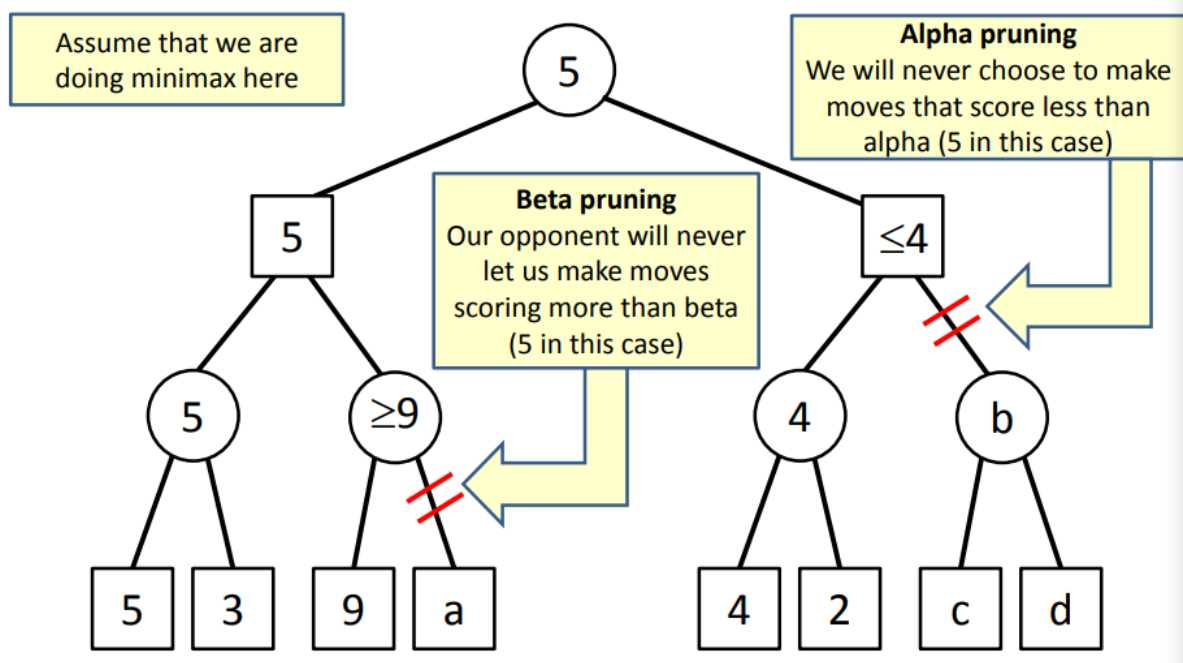 Assume that we are
doing minimax here
5
Alpha pruning
We will never choose to make
moves that score less than
alpha (5 in this case)
5
Beta pruning
Our opponent will never
let us make moves
scoring more than beta
(5 in this case)
≤4
5
≥9
4
b
5
3
9
a
4
2
c
d